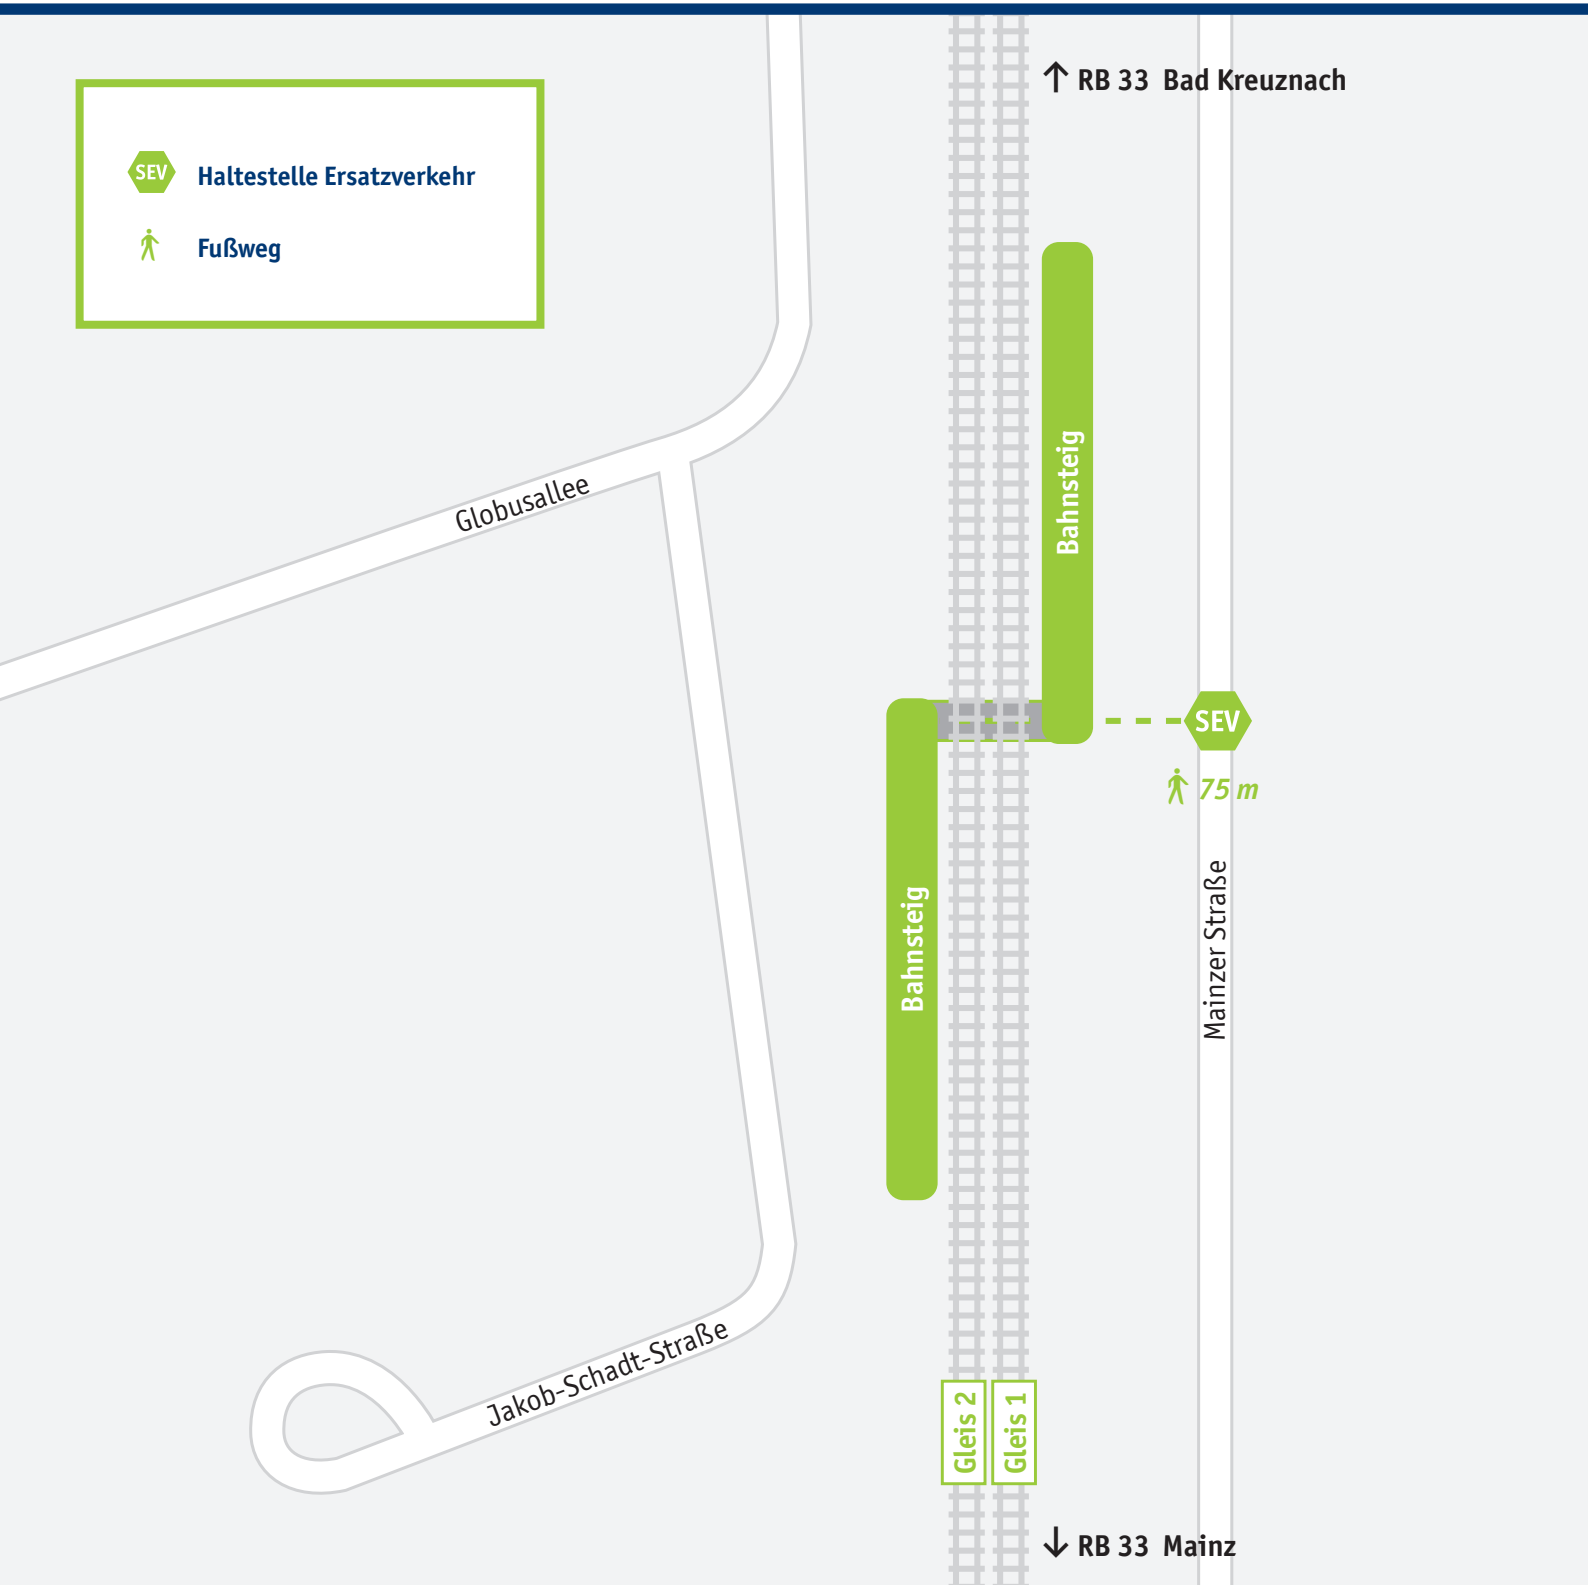 ↑ RB 33 Bad Kreuznach
SEV Haltestelle Ersatzverkehr
Fußweg
Bahnsteig
Globusallee
SEV
75 m
Bahnsteig
Mainzer Straße
Jakob-Schadt-Straße
Gleis 2
Gleis 1
↓ RB 33 Mainz